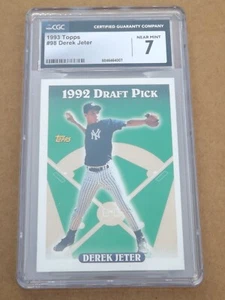 CGC
CERTIFIED GUARANTY COMPANY
1993 Topps
#98 Derek Jeter
NEAR MINT
7
1992 DRAFT PICK
Topps
DEREK JETER